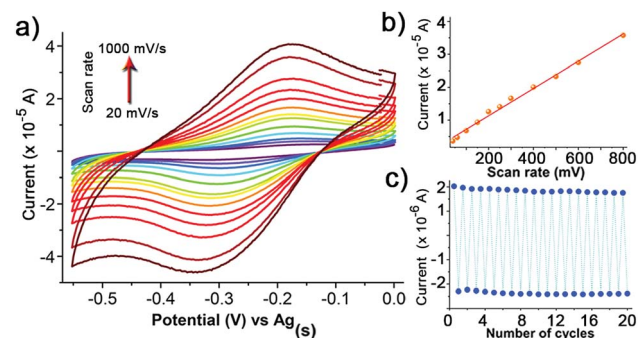 a)
1000 mV/s
Scan rate
20 mV/s
Current (x 10⁻⁵ A)
4
2
0
-2
-4
-0.5
-0.4
-0.3
-0.2
-0.1
0.0
Potential (V) vs Ag(s)
b)
Current (x 10⁻⁵ A)
4
3
2
1
200
400
600
800
Scan rate (mV)
c)
Current (x 10⁻⁶ A)
2
1
-1
-2
0
4
8
12
16
20
Number of cycles